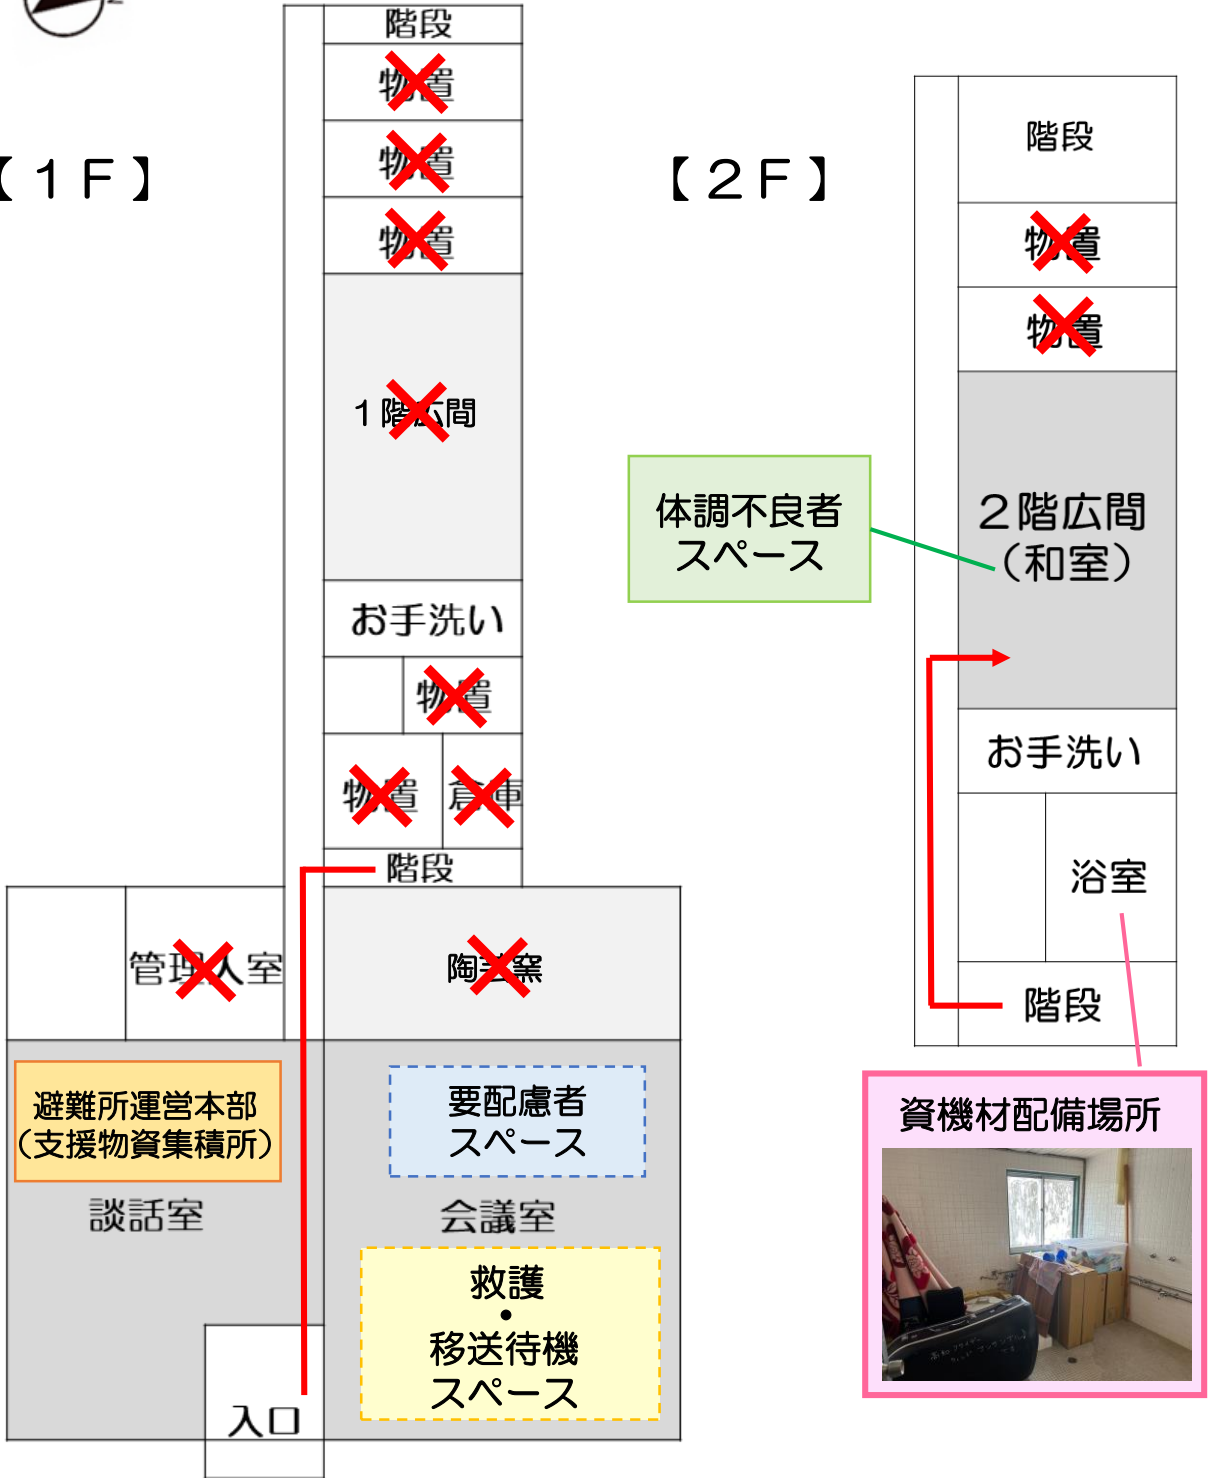 【１Ｆ】
階段
物置
物置
物置
１階広間
お手洗い
物置
物置
倉庫
階段
管理人室
陶芸窯
避難所運営本部
（支援物資集積所）
談話室
要配慮者
スペース
会議室
救護
・
移送待機
スペース
入口
【２Ｆ】
階段
物置
物置
体調不良者
スペース
２階広間
（和室）
お手洗い
浴室
階段
資機材配備場所